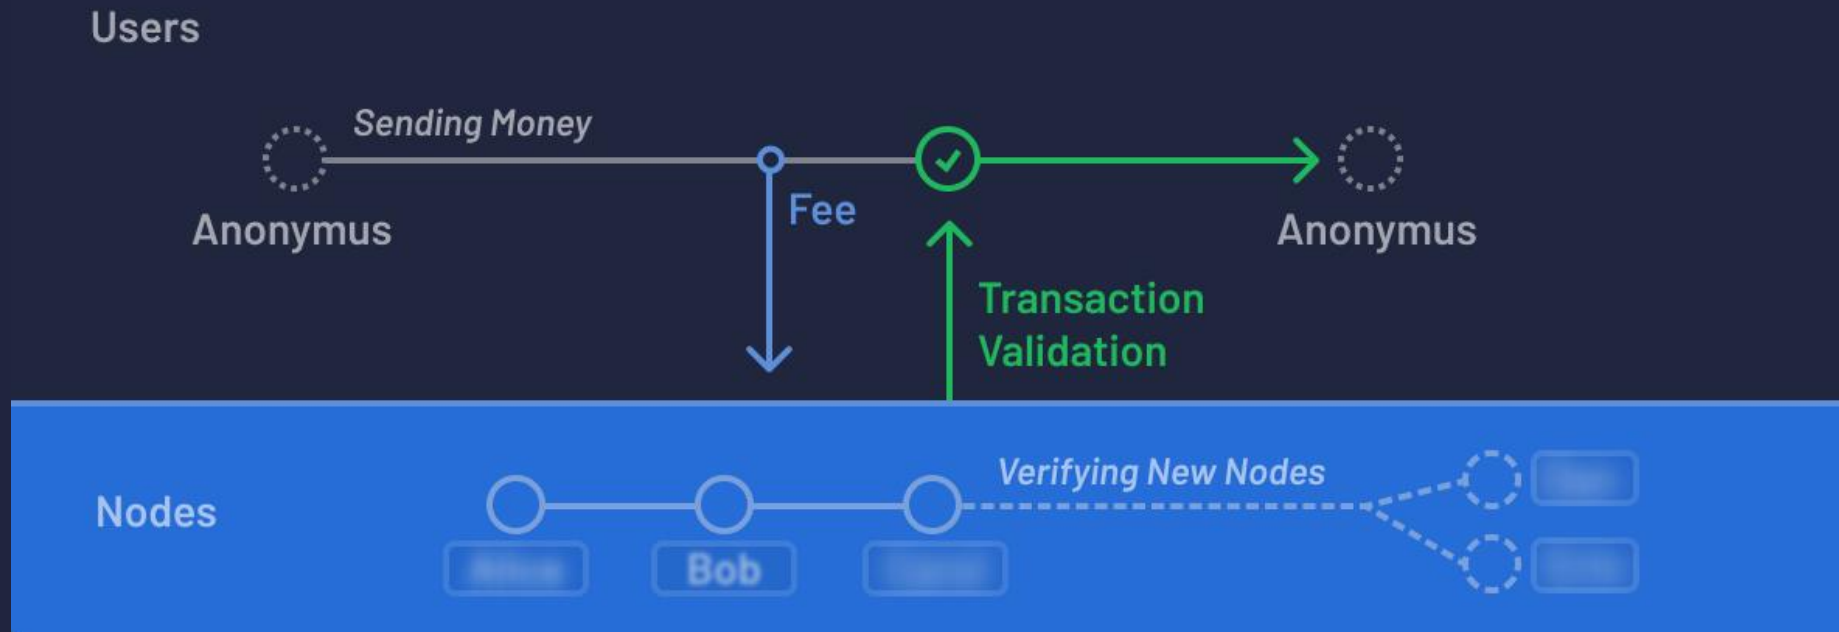 Users
Sending Money
Anonymus
Fee
Anonymus
Transaction
Validation
Verifying New Nodes
Nodes
Bob